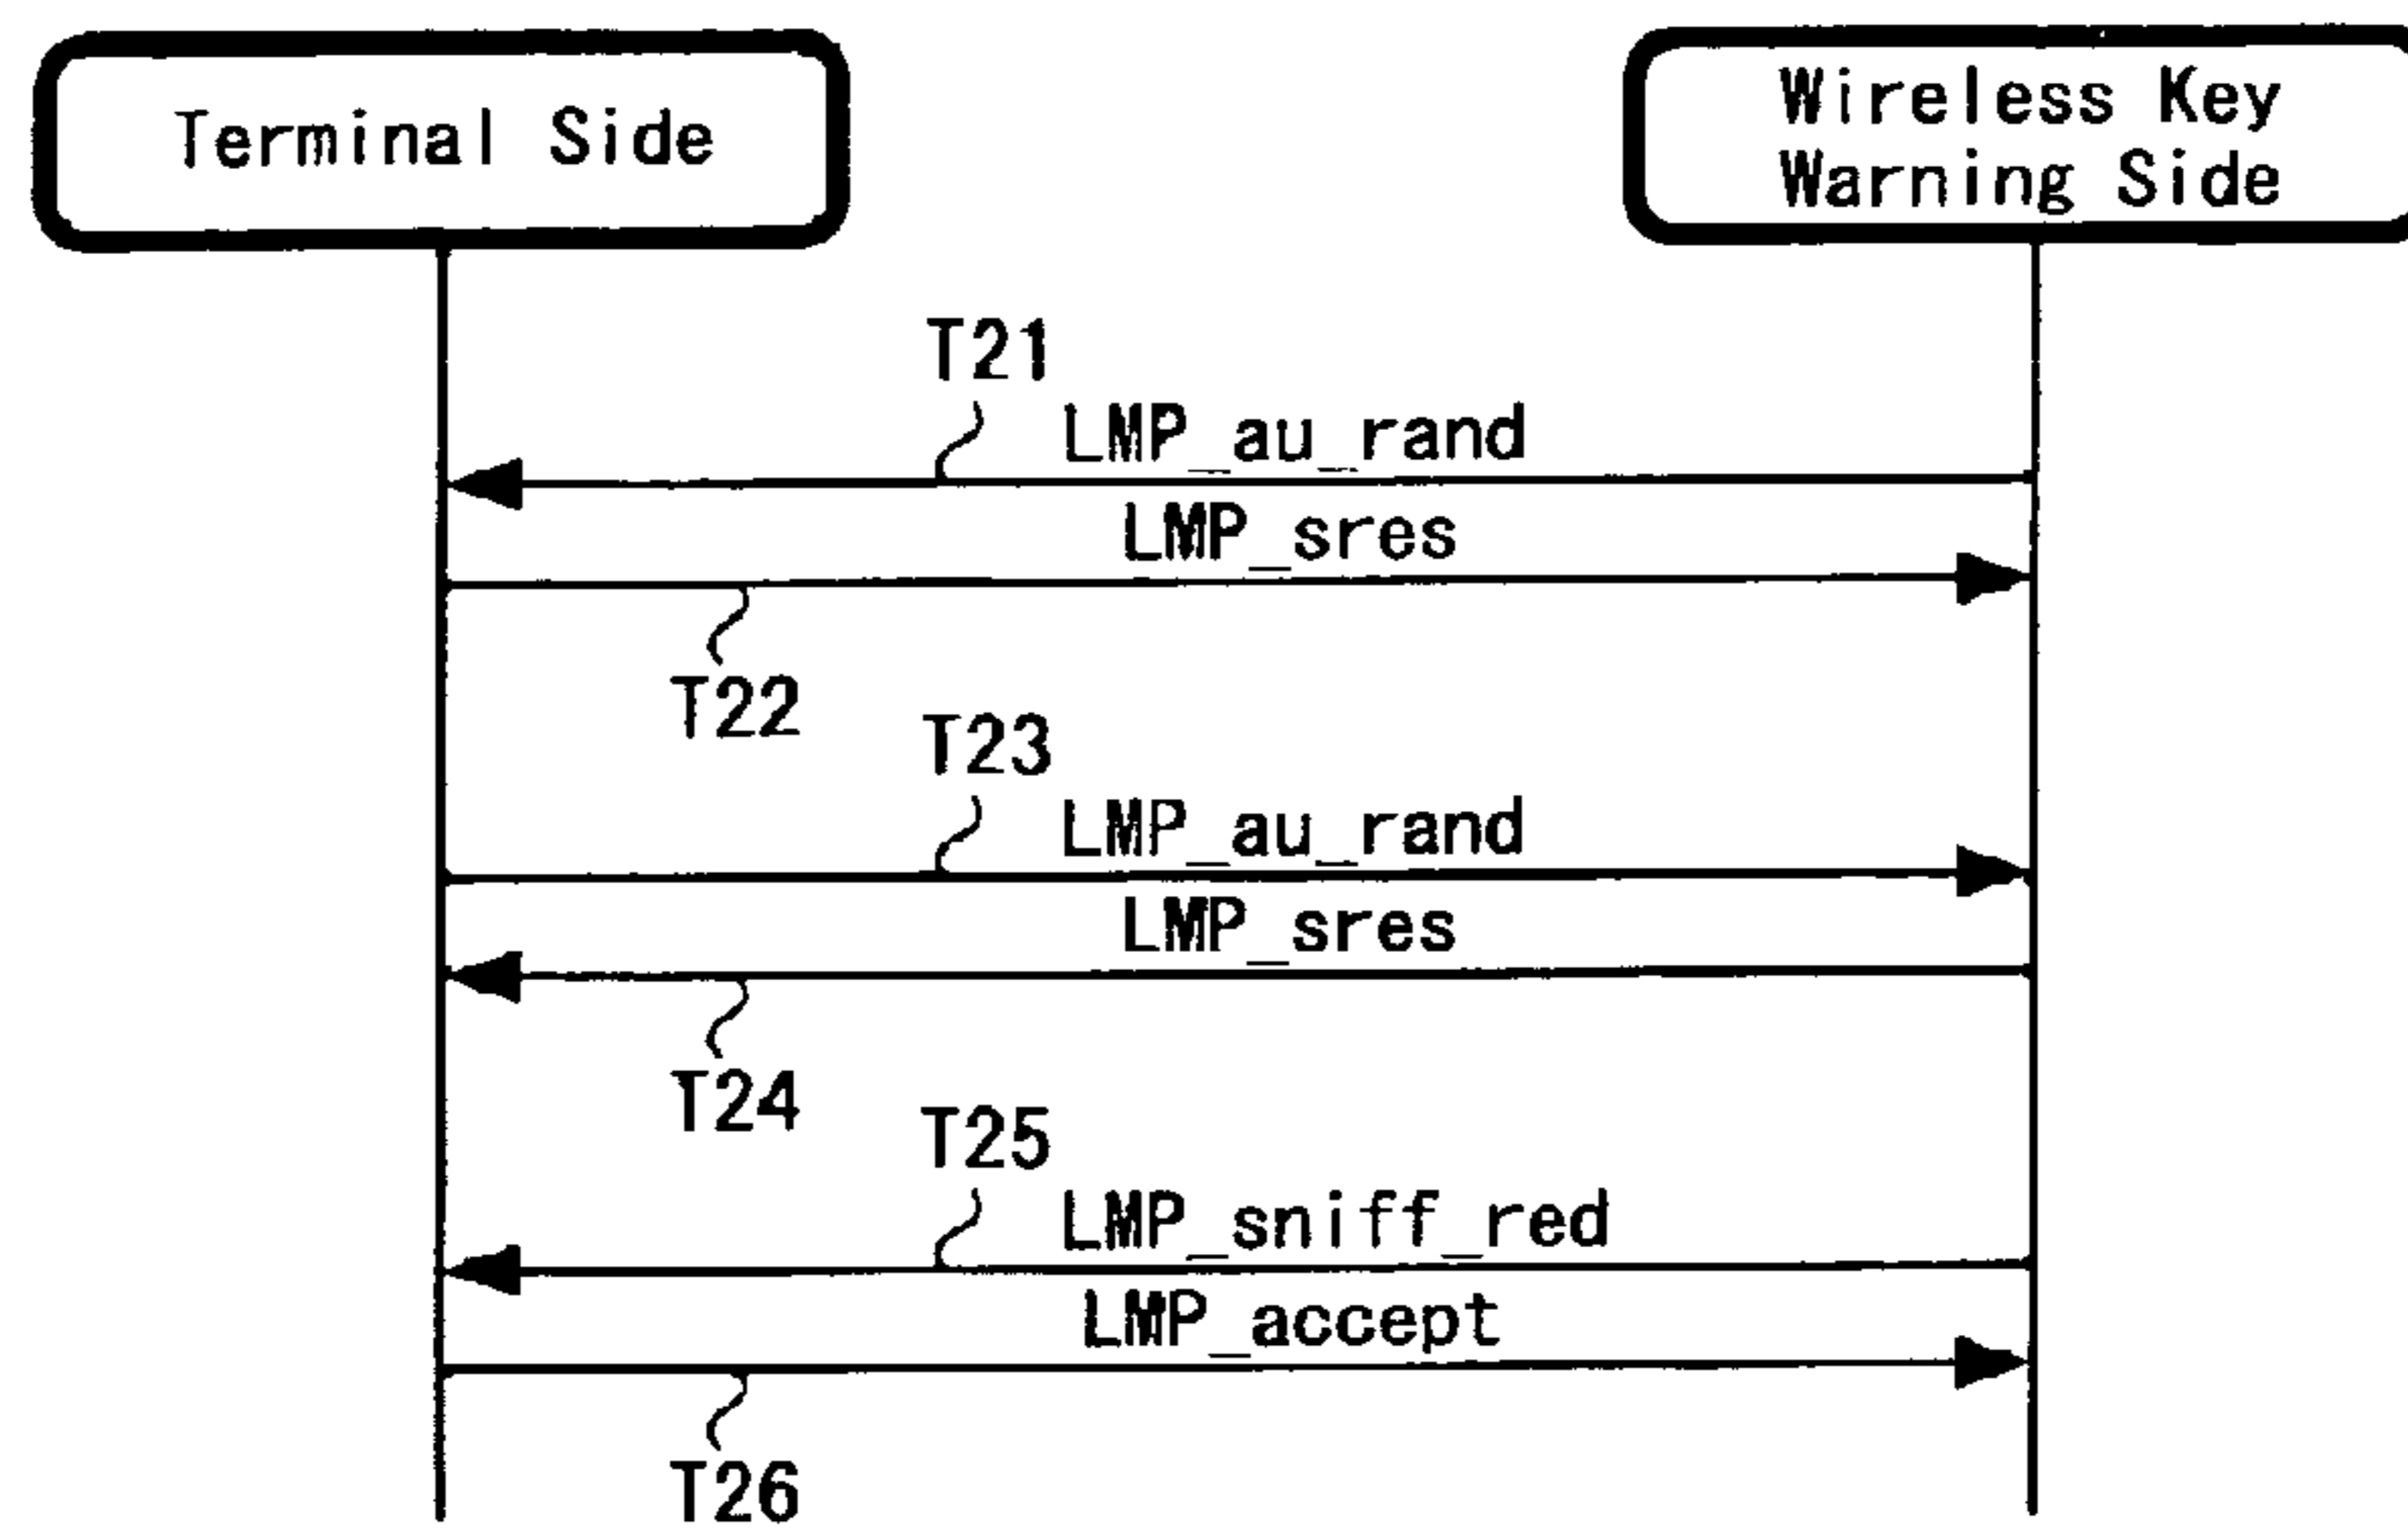 Terminal Side
Wireless Key
Warning Side
T21
LMP_au_rand
LMP_sres
T22
T23
LMP_au_rand
LMP_sres
T24
T25
LMP_sniff_red
LMP_accept
T26